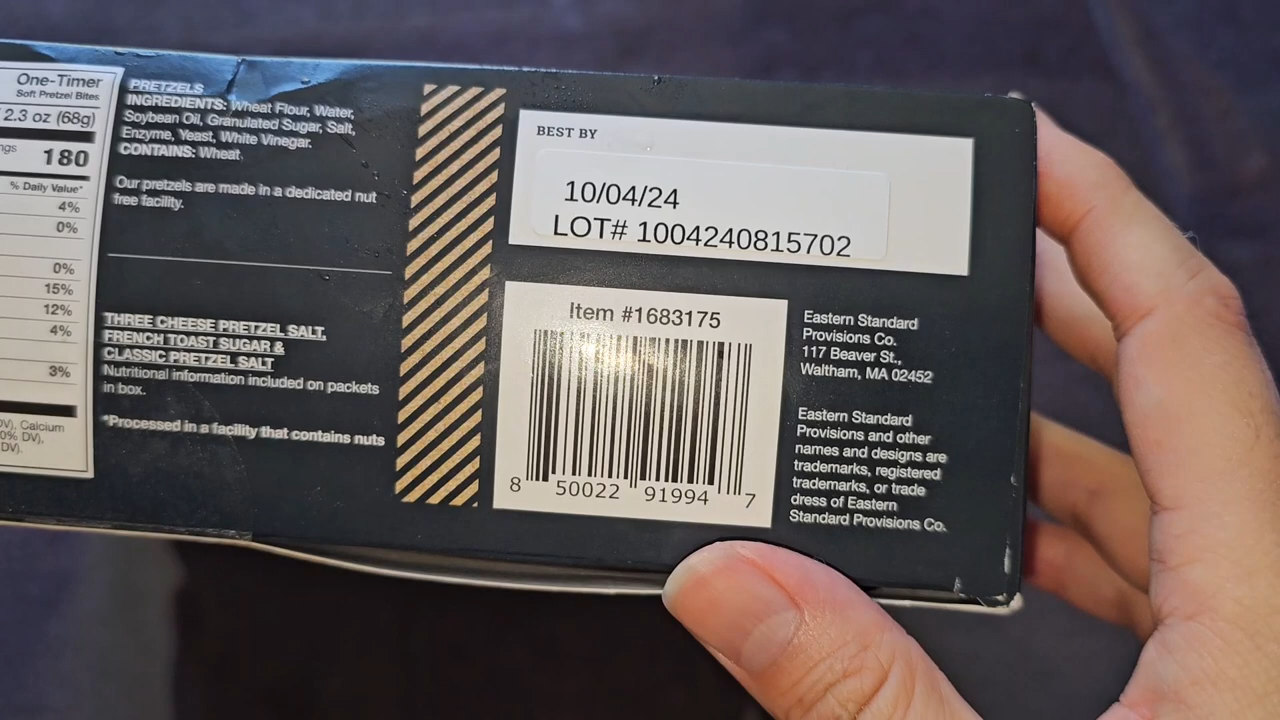 One-Timer
Soft Pretzel Bites
2.3 oz (68g)
180
% Daily Value*
4%
0%
0%
15%
12%
4%
3%
DV), Calcium
0% DV),
DV).
PRETZELS
INGREDIENTS: Wheat Flour, Water,
Soybean Oil, Granulated Sugar, Salt,
Enzyme, Yeast, White Vinegar.
CONTAINS: Wheat
Our pretzels are made in a dedicated nut
free facility.
THREE CHEESE PRETZEL SALT,
FRENCH TOAST SUGAR &
CLASSIC PRETZEL SALT
Nutritional information included on packets
in box.
*Processed in a facility that contains nuts
BEST BY
10/04/24
LOT# 1004240815702
Item #1683175
8 50022 91994 7
Eastern Standard
Provisions Co.
117 Beaver St.,
Waltham, MA 02452
Eastern Standard
Provisions and other
names and designs are
trademarks, registered
trademarks, or trade
dress of Eastern
Standard Provisions Co.